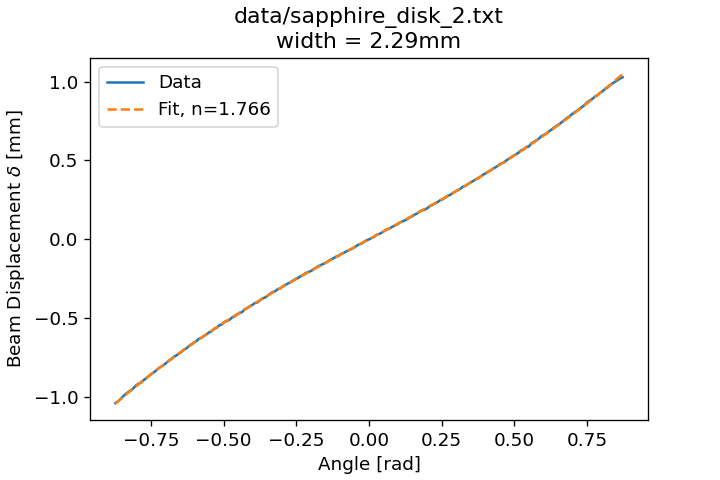 data/sapphire_disk_2.txt
width = 2.29mm
Data
Fit, n=1.766
1.0
0.5
0.0
−0.5
−1.0
Beam Displacement δ [mm]
−0.75 −0.50 −0.25 0.00 0.25 0.50 0.75
Angle [rad]